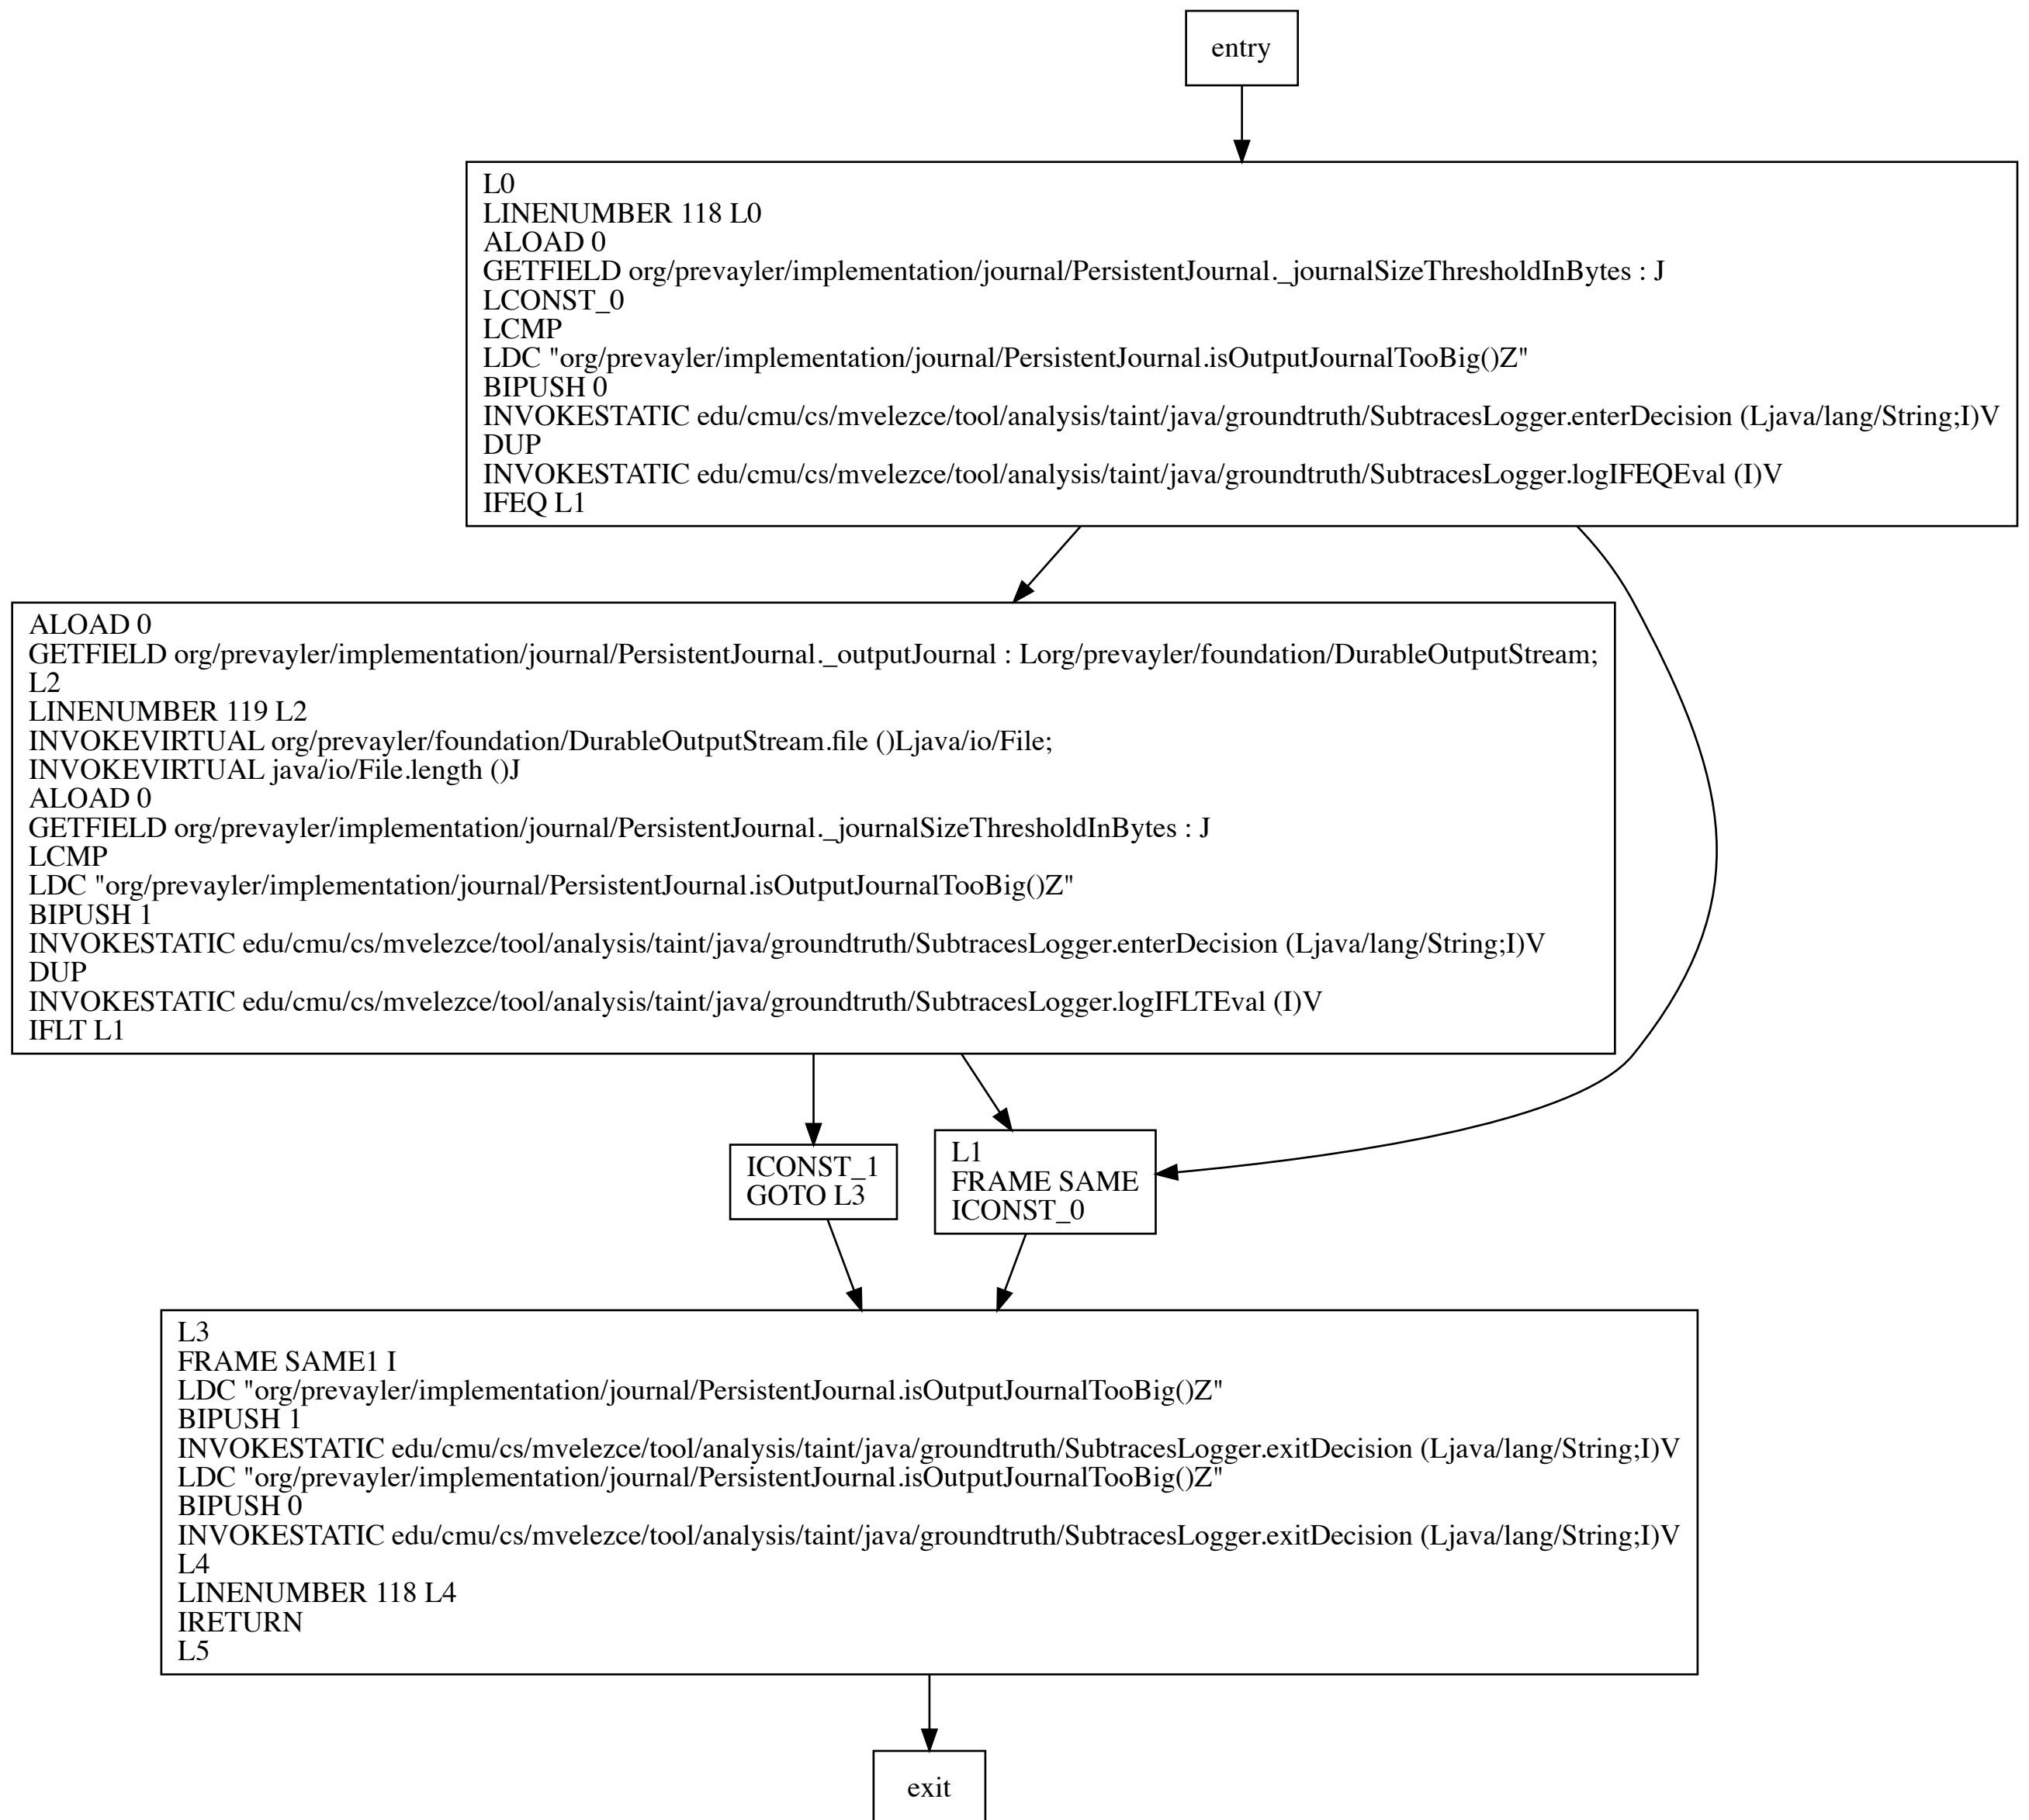 entry
L0
LINENUMBER 118 L0
ALOAD 0
GETFIELD org/prevayler/implementation/journal/PersistentJournal._journalSizeThresholdInBytes : J
LCONST_0
LCMP
LDC "org/prevayler/implementation/journal/PersistentJournal.isOutputJournalTooBig()Z"
BIPUSH 0
INVOKESTATIC edu/cmu/cs/mvelezce/tool/analysis/taint/java/groundtruth/SubtracesLogger.enterDecision (Ljava/lang/String;I)V
DUP
INVOKESTATIC edu/cmu/cs/mvelezce/tool/analysis/taint/java/groundtruth/SubtracesLogger.logIFEQEval (I)V
IFEQ L1
ALOAD 0
GETFIELD org/prevayler/implementation/journal/PersistentJournal._outputJournal : Lorg/prevayler/foundation/DurableOutputStream;
L2
LINENUMBER 119 L2
INVOKEVIRTUAL org/prevayler/foundation/DurableOutputStream.file ()Ljava/io/File;
INVOKEVIRTUAL java/io/File.length ()J
ALOAD 0
GETFIELD org/prevayler/implementation/journal/PersistentJournal._journalSizeThresholdInBytes : J
LCMP
LDC "org/prevayler/implementation/journal/PersistentJournal.isOutputJournalTooBig()Z"
BIPUSH 1
INVOKESTATIC edu/cmu/cs/mvelezce/tool/analysis/taint/java/groundtruth/SubtracesLogger.enterDecision (Ljava/lang/String;I)V
DUP
INVOKESTATIC edu/cmu/cs/mvelezce/tool/analysis/taint/java/groundtruth/SubtracesLogger.logIFLTEval (I)V
IFLT L1
ICONST_1
GOTO L3
L1
FRAME SAME
ICONST_0
L3
FRAME SAME1 I
LDC "org/prevayler/implementation/journal/PersistentJournal.isOutputJournalTooBig()Z"
BIPUSH 1
INVOKESTATIC edu/cmu/cs/mvelezce/tool/analysis/taint/java/groundtruth/SubtracesLogger.exitDecision (Ljava/lang/String;I)V
LDC "org/prevayler/implementation/journal/PersistentJournal.isOutputJournalTooBig()Z"
BIPUSH 0
INVOKESTATIC edu/cmu/cs/mvelezce/tool/analysis/taint/java/groundtruth/SubtracesLogger.exitDecision (Ljava/lang/String;I)V
L4
LINENUMBER 118 L4
IRETURN
L5
exit